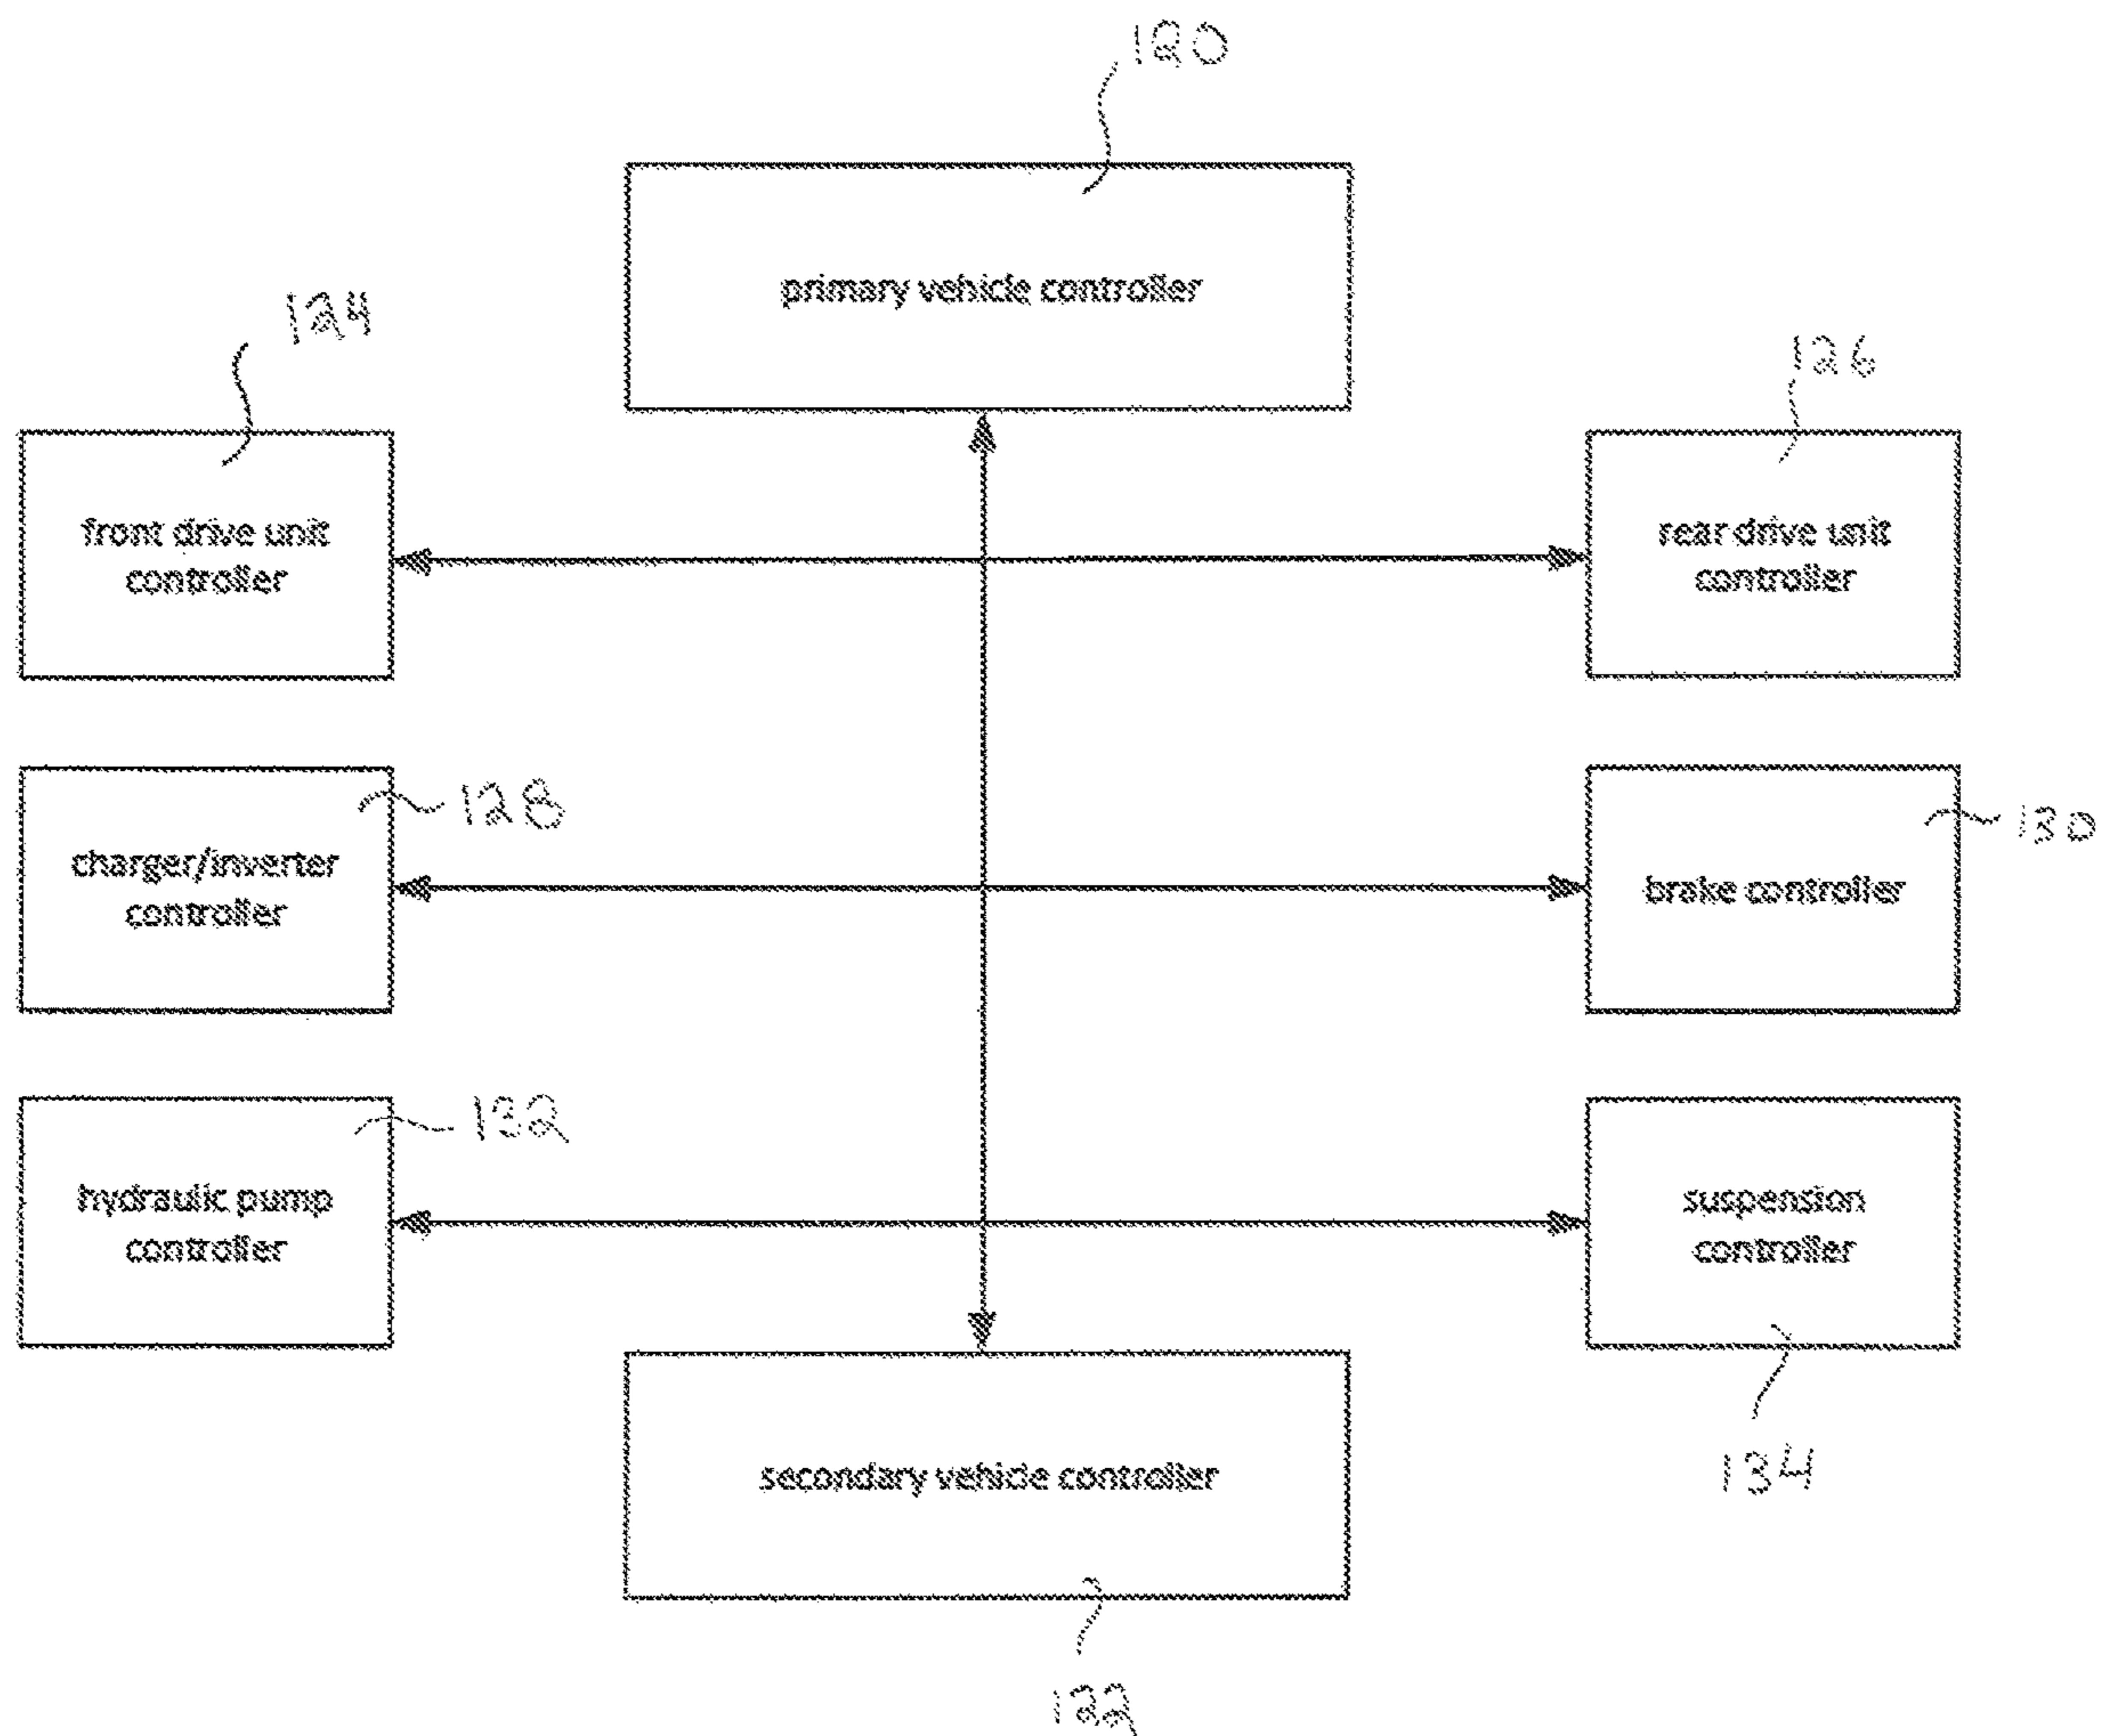 120
primary vehicle controller
124
126
front drive unit
controller
rear drive unit
controller
128
130
charger/inverter
controller
brake controller
132
hydraulic pump
controller
suspension
controller
134
secondary vehicle controller
122